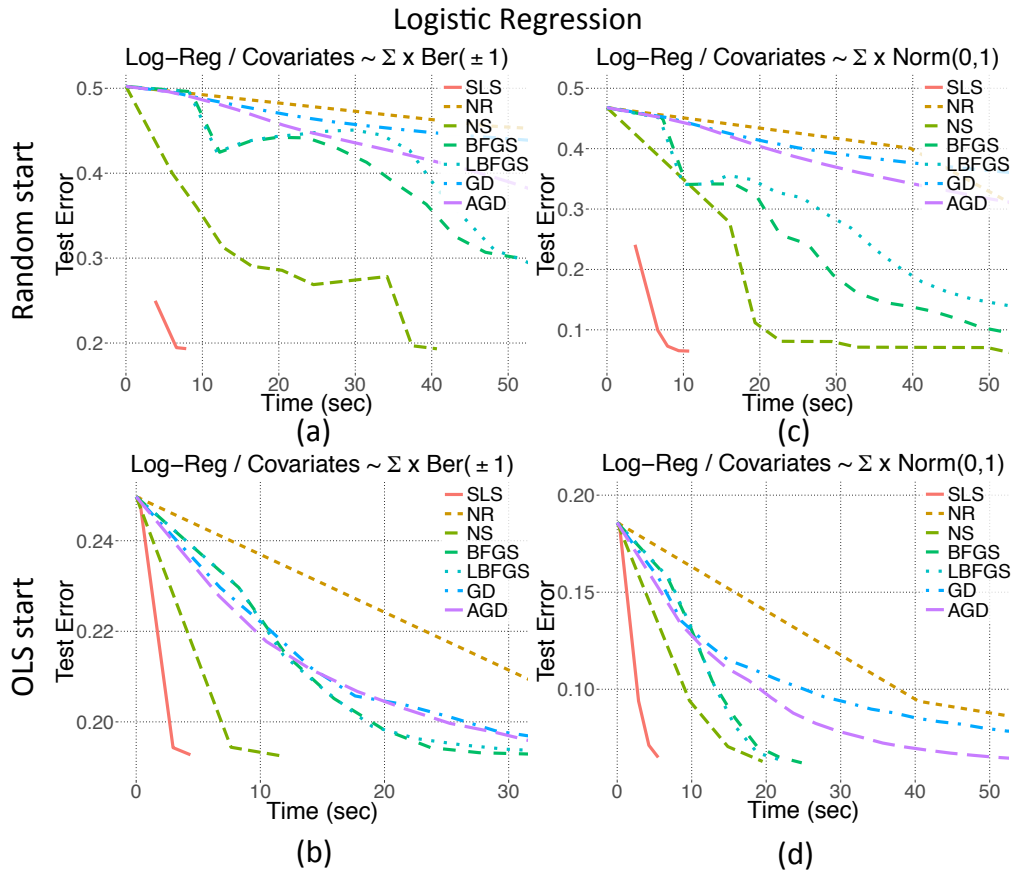 Logistic Regression
Random start
Log−Reg / Covariates ~ Σ x Ber( ± 1)
Test Error
0.5
0.4
0.3
0.2
0
10
20
30
40
50
Time (sec)
SLS
NR
NS
BFGS
LBFGS
GD
AGD
(a)
Log−Reg / Covariates ~ Σ x Norm(0,1)
Test Error
0.5
0.4
0.3
0.2
0.1
0
10
20
30
40
50
Time (sec)
SLS
NR
NS
BFGS
LBFGS
GD
AGD
(c)
OLS start
Log−Reg / Covariates ~ Σ x Ber( ± 1)
Test Error
0.24
0.22
0.20
0
10
20
30
Time (sec)
SLS
NR
NS
BFGS
LBFGS
GD
AGD
(b)
Log−Reg / Covariates ~ Σ x Norm(0,1)
Test Error
0.20
0.15
0.10
0
10
20
30
40
50
Time (sec)
SLS
NR
NS
BFGS
LBFGS
GD
AGD
(d)